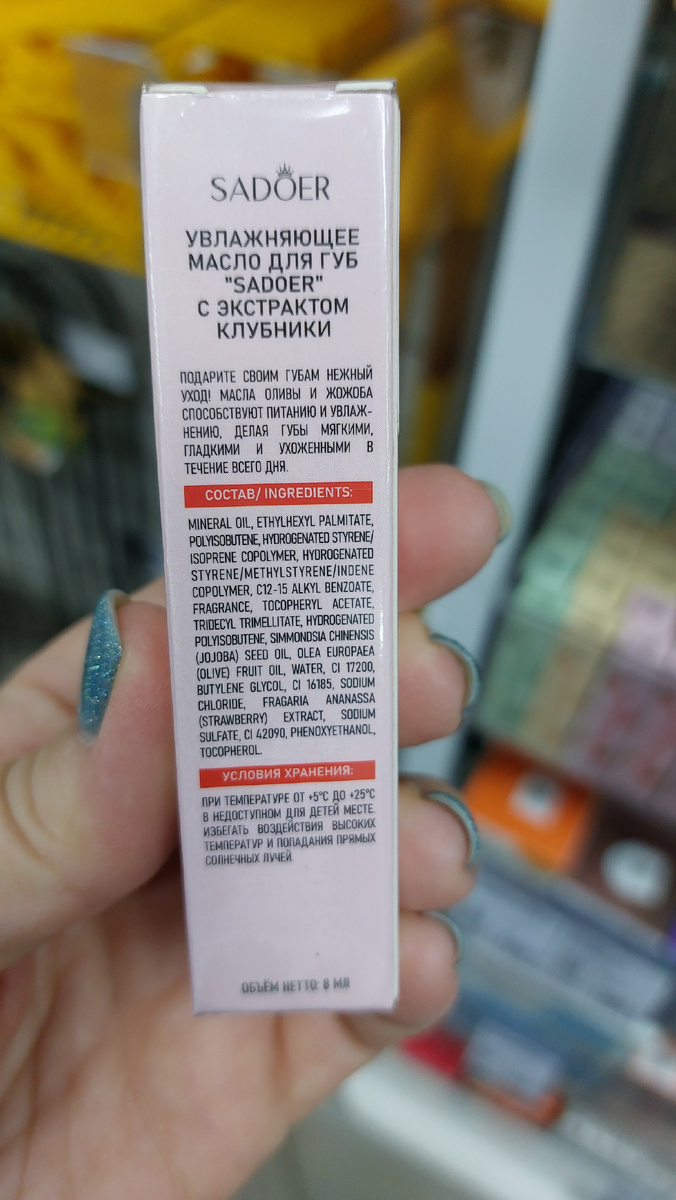 SADOER
УВЛАЖНЯЮЩЕЕ
МАСЛО ДЛЯ ГУБ
"SADOER"
С ЭКСТРАКТОМ
КЛУБНИКИ
ПОДАРИТЕ СВОИМ ГУБАМ НЕЖНЫЙ
УХОД! МАСЛА ОЛИВЫ И ЖОЖОБА
СПОСОБСТВУЮТ ПИТАНИЮ И УВЛАЖ-
НЕНИЮ, ДЕЛАЯ ГУБЫ МЯГКИМИ,
ГЛАДКИМИ И УХОЖЕННЫМИ В
ТЕЧЕНИЕ ВСЕГО ДНЯ.
СОСТАВ/ INGREDIENTS:
MINERAL OIL, ETHYLHEXYL PALMITATE,
POLYISOBUTENE, HYDROGENATED STYRENE/
ISOPRENE COPOLYMER, HYDROGENATED
STYRENE/METHYLSTYRENE/INDENE
COPOLYMER, C12-15 ALKYL BENZOATE,
FRAGRANCE, TOCOPHERYL ACETATE,
TRIDECYL TRIMELLITATE, HYDROGENATED
POLYISOBUTENE, SIMMONDSIA CHINENSIS
(JOJOBA) SEED OIL, OLEA EUROPAEA
(OLIVE) FRUIT OIL, WATER, CI 17200,
BUTYLENE GLYCOL, CI 16185, SODIUM
CHLORIDE, FRAGARIA ANANASSA
(STRAWBERRY) EXTRACT, SODIUM
SULFATE, CI 42090, PHENOXYETHANOL,
TOCOPHEROL.
УСЛОВИЯ ХРАНЕНИЯ:
ПРИ ТЕМПЕРАТУРЕ ОТ +5°C ДО +25°C
В НЕДОСТУПНОМ ДЛЯ ДЕТЕЙ МЕСТЕ.
ИЗБЕГАТЬ ВОЗДЕЙСТВИЯ ВЫСОКИХ
ТЕМПЕРАТУР И ПОПАДАНИЯ ПРЯМЫХ
СОЛНЕЧНЫХ ЛУЧЕЙ.
ОБЪЁМ НЕТТО: 8 МЛ